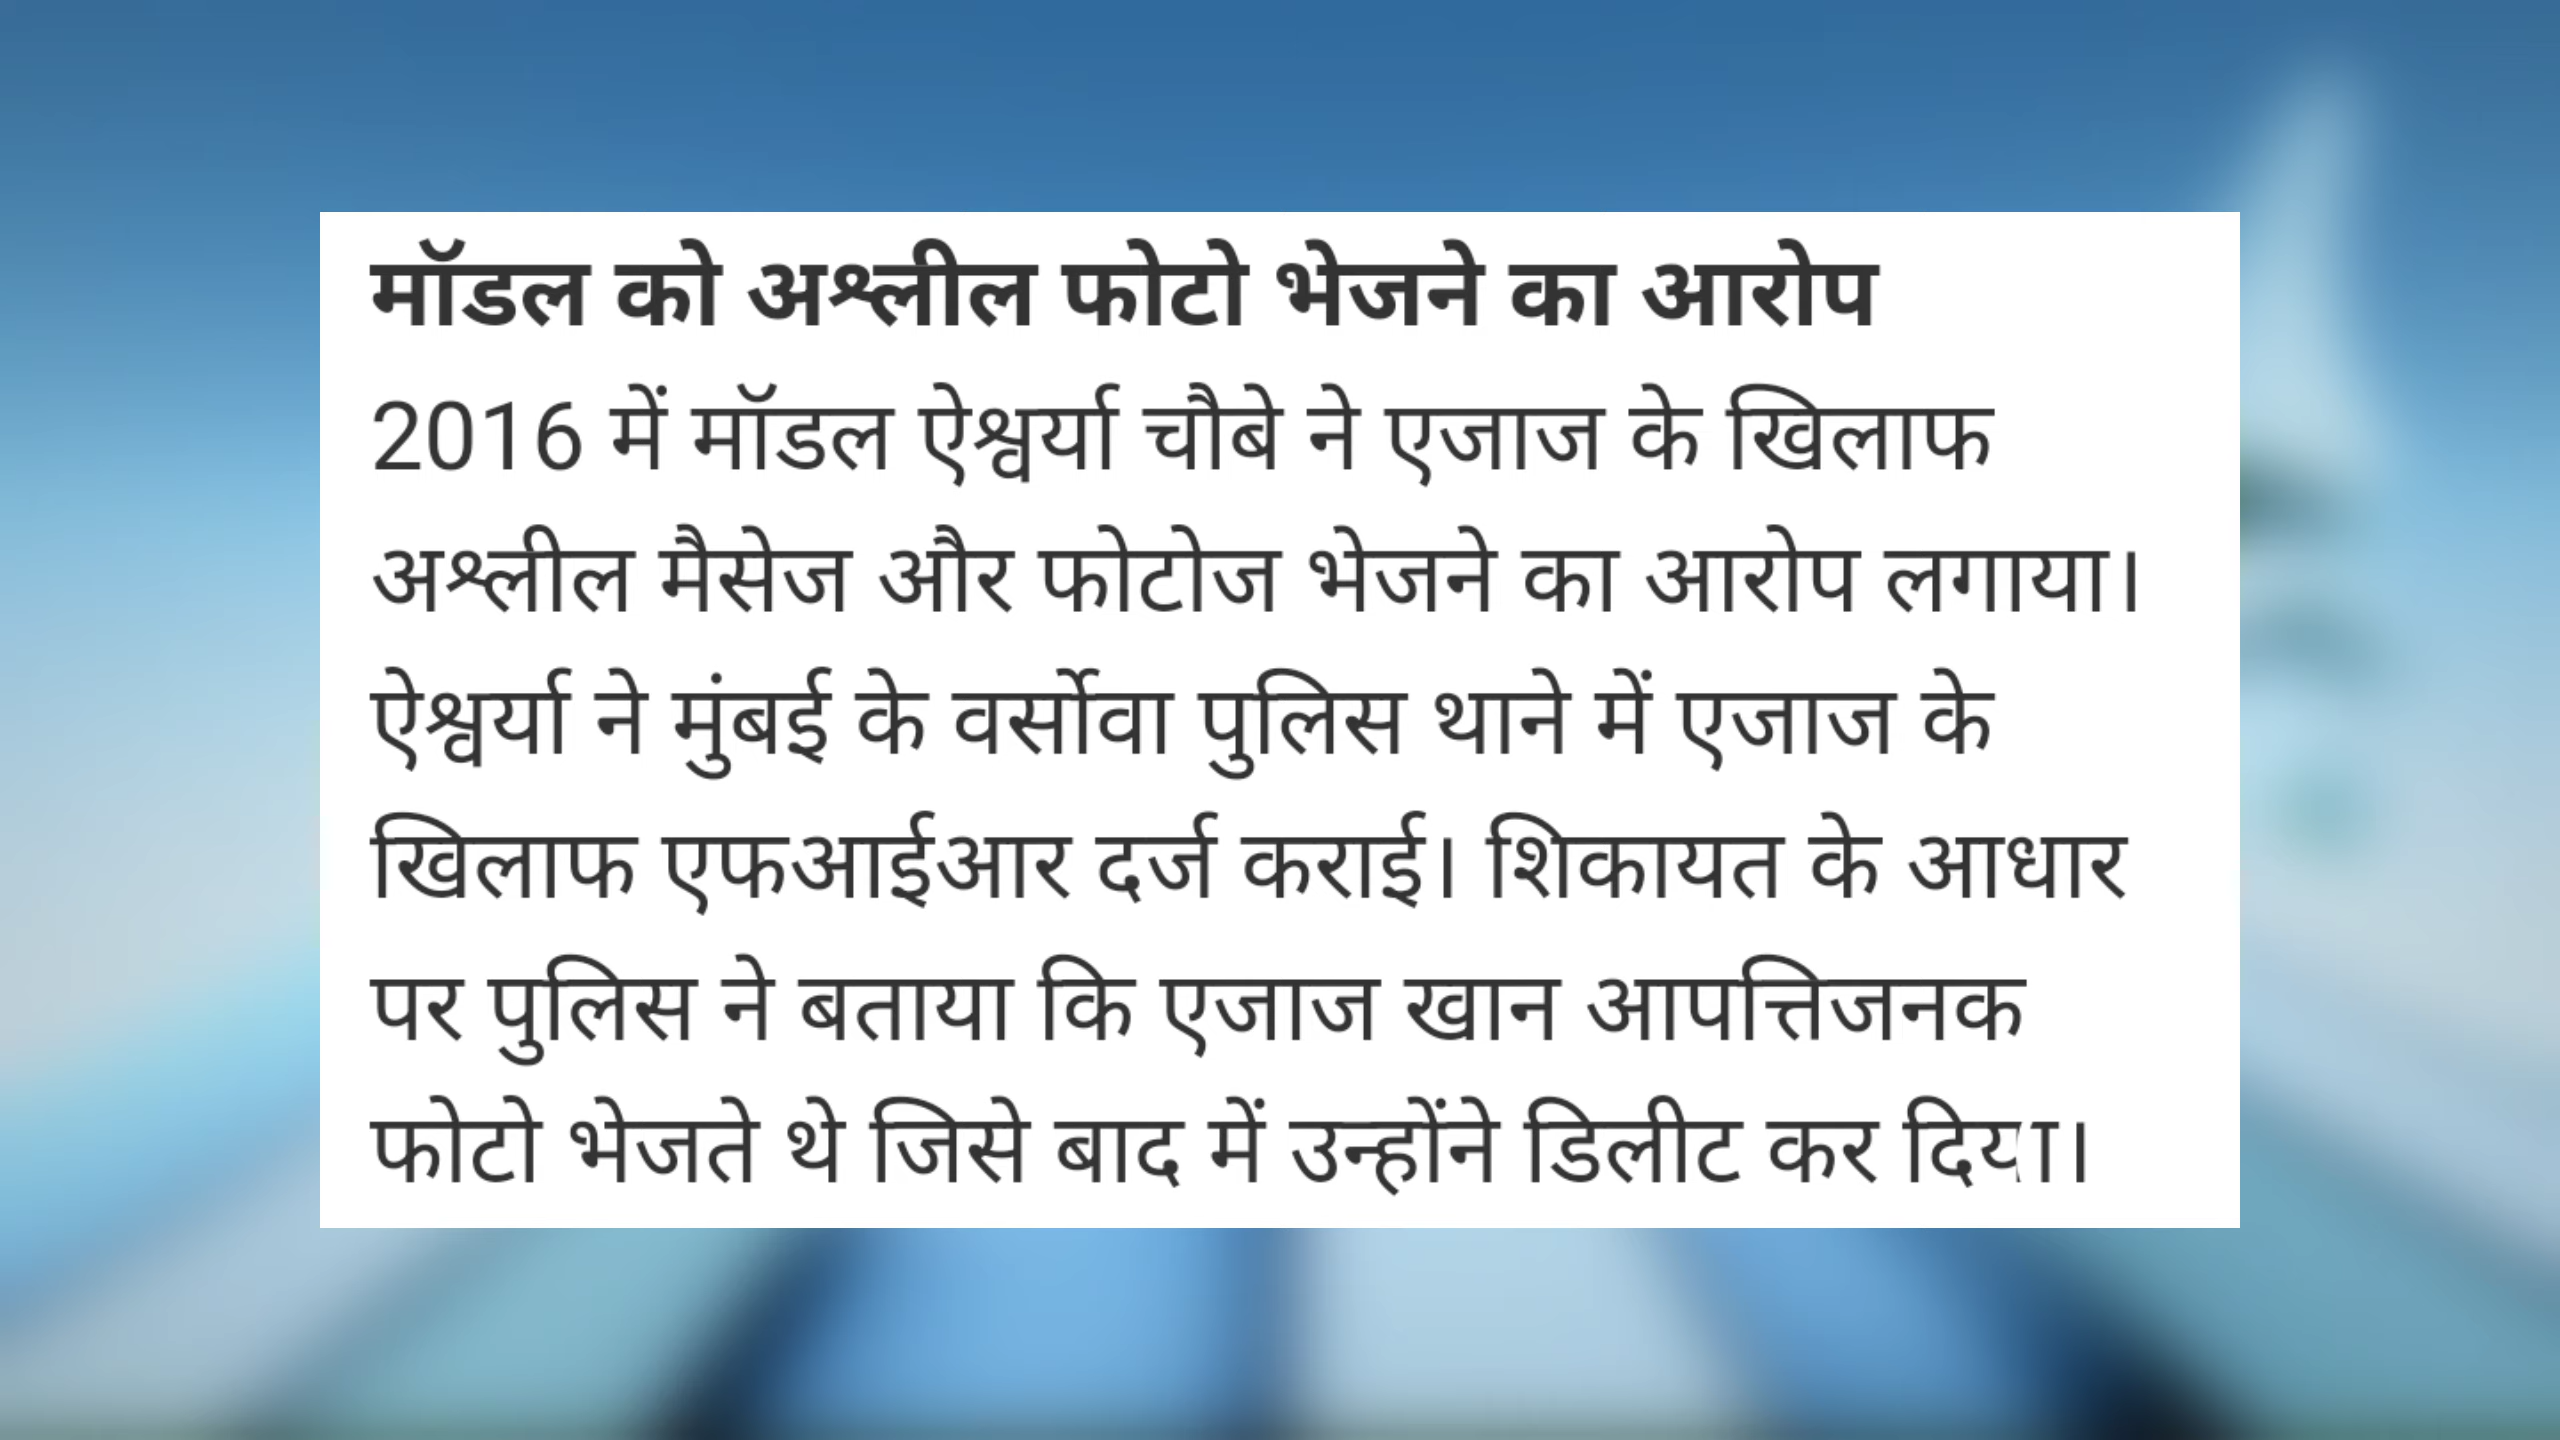 मॉडल को अश्लील फोटो भेजने का आरोप
2016 में मॉडल ऐश्वर्या चौबे ने एजाज के खिलाफ
अश्लील मैसेज और फोटोज भेजने का आरोप लगाया।
ऐश्वर्या ने मुंबई के वर्सोवा पुलिस थाने में एजाज के
खिलाफ एफआईआर दर्ज कराई। शिकायत के आधार
पर पुलिस ने बताया कि एजाज खान आपत्तिजनक
फोटो भेजते थे जिसे बाद में उन्होंने डिलीट कर दिया।